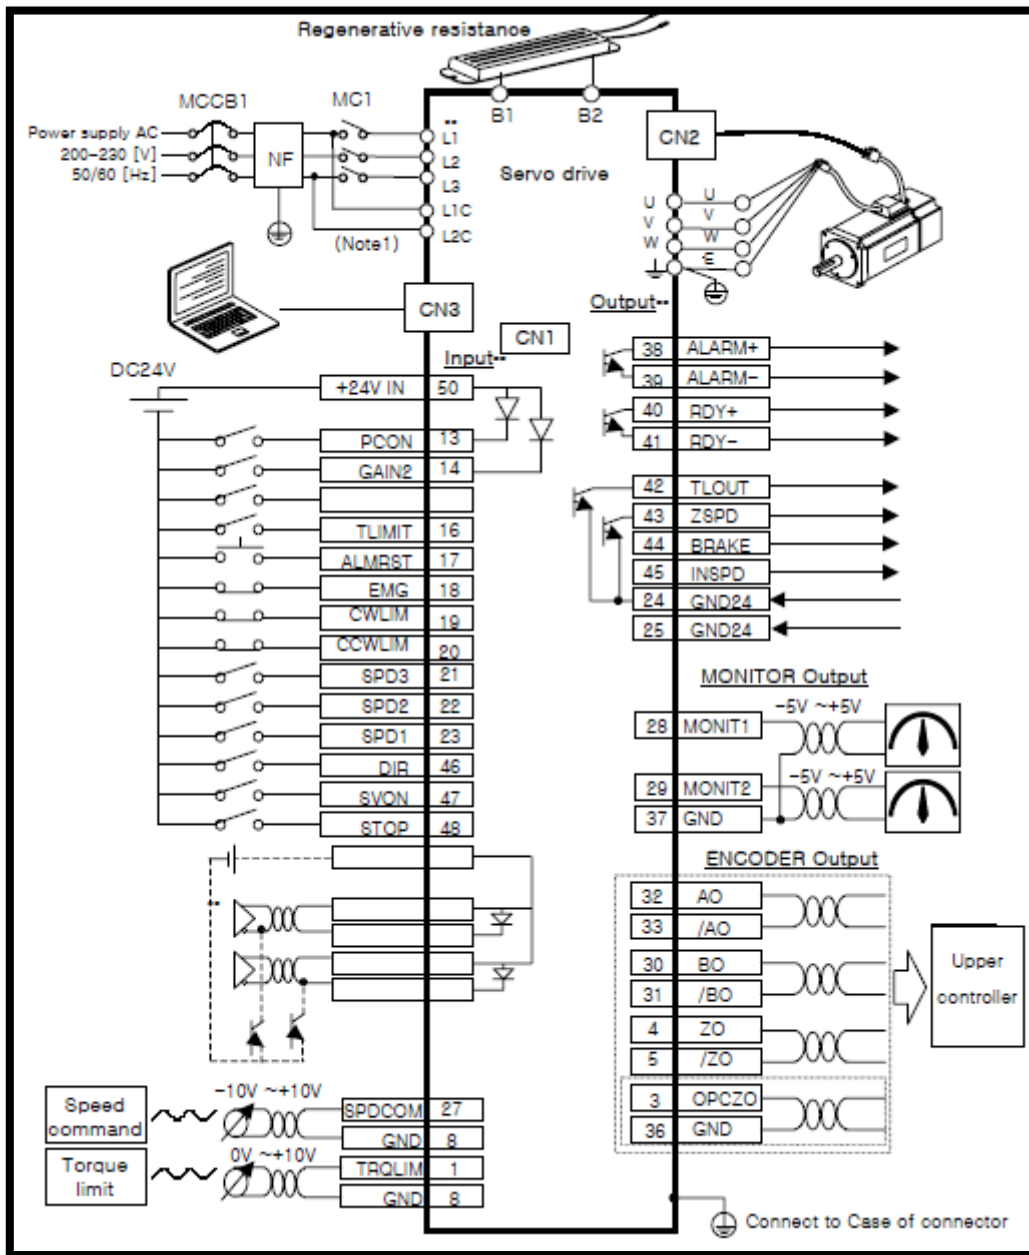 Regenerative resistance
MCCB1
MC1
B1
B2
CN2
Power supply AC
200-230 [V]
50/60 [Hz]
NF
L1
L2
L3
L1C
L2C
(Note1)
Servo drive
U
V
W
U
V
W
E
CN3
CN1
Input
Output
DC24V
+24V IN 50
PCON 13
GAIN2 14
TLIMIT 16
ALMRST 17
EMG 18
CWLIM 19
CCWLIM 20
SPD3 21
SPD2 22
SPD1 23
DIR 46
SVON 47
STOP 48
38 ALARM+
39 ALARM-
40 RDY+
41 RDY-
42 TLOUT
43 ZSPD
44 BRAKE
45 INSPD
24 GND24
25 GND24
MONITOR Output
-5V ~+5V
28 MONIT1
-5V ~+5V
29 MONIT2
37 GND
ENCODER Output
32 AO
33 /AO
30 BO
31 /BO
4 ZO
5 /ZO
3 OPCZO
36 GND
Upper
controller
Speed
command
-10V ~+10V
SPDCOM 27
GND 8
Torque
limit
0V ~+10V
TRQLIM 1
GND 8
Connect to Case of connector